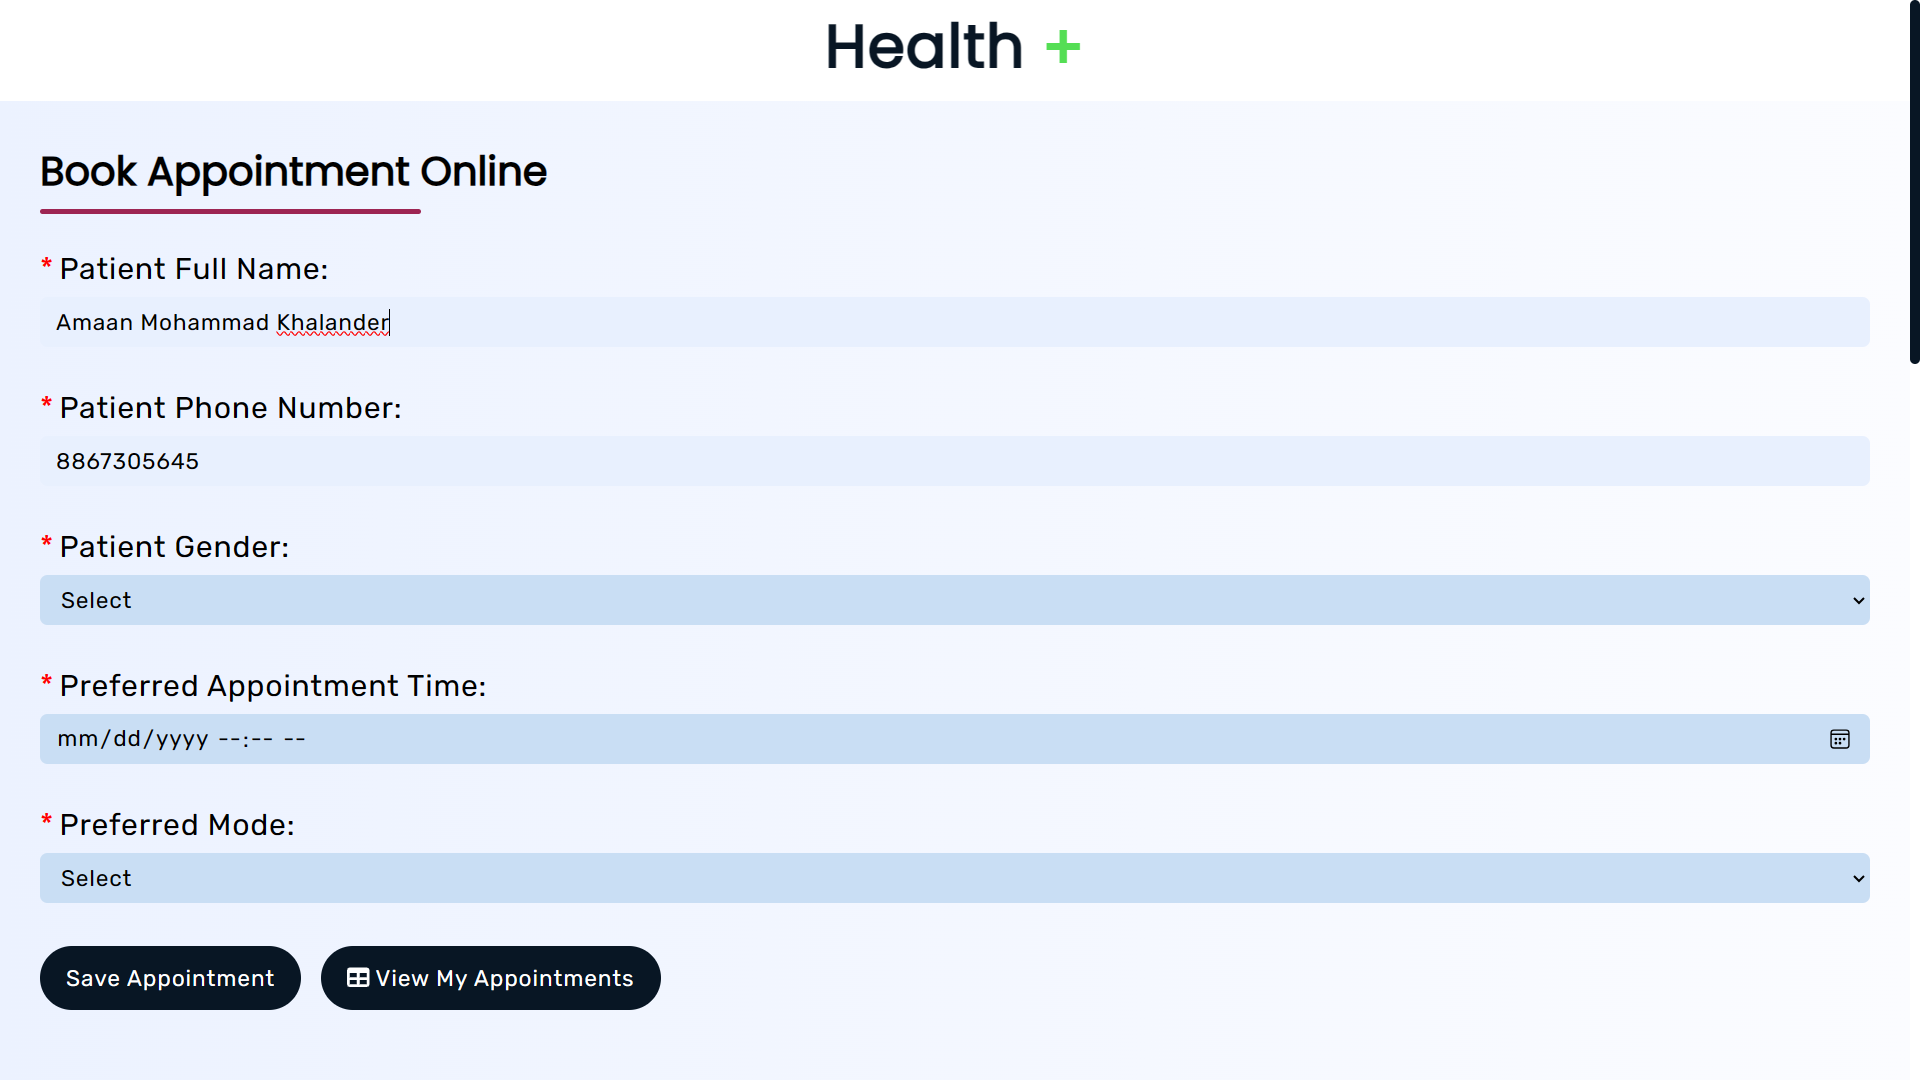 Health +
Book Appointment Online
* Patient Full Name:
Amaan Mohammad Khalander
* Patient Phone Number:
8867305645
* Patient Gender:
Select
* Preferred Appointment Time:
mm/dd/yyyy --:-- --
* Preferred Mode:
Select
Save Appointment
View My Appointments